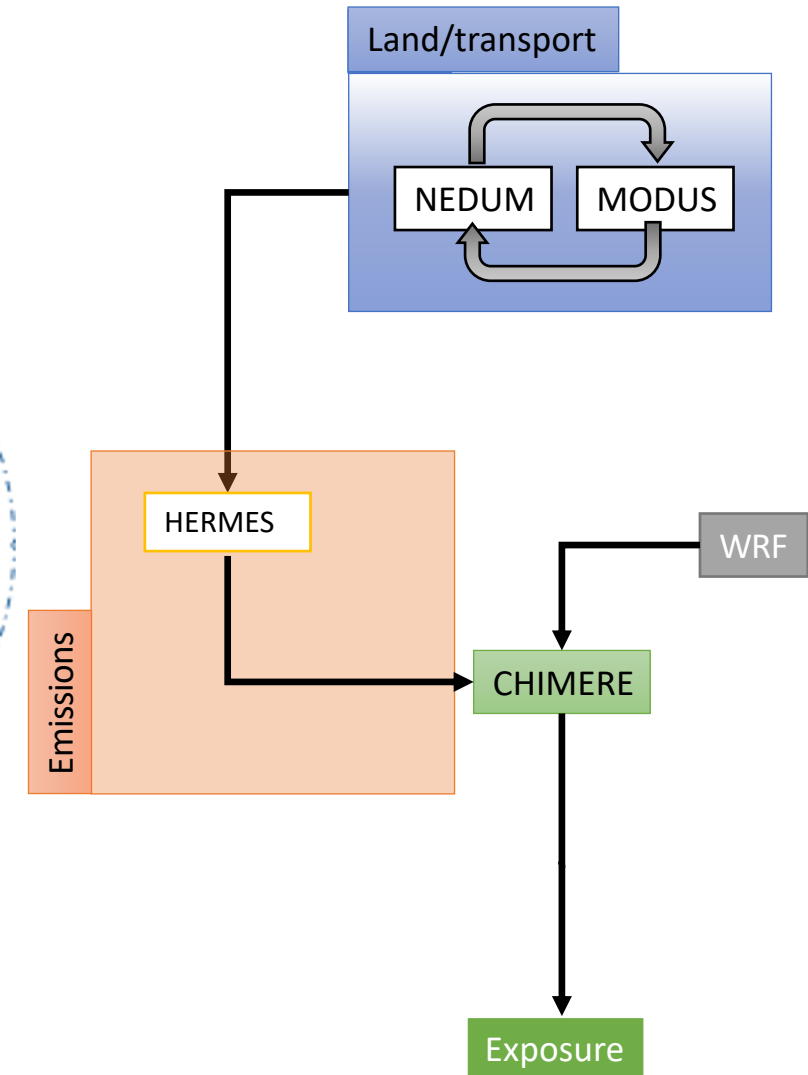 Land/transport
NEDUM
MODUS
HERMES
WRF
Emissions
CHIMERE
Exposure